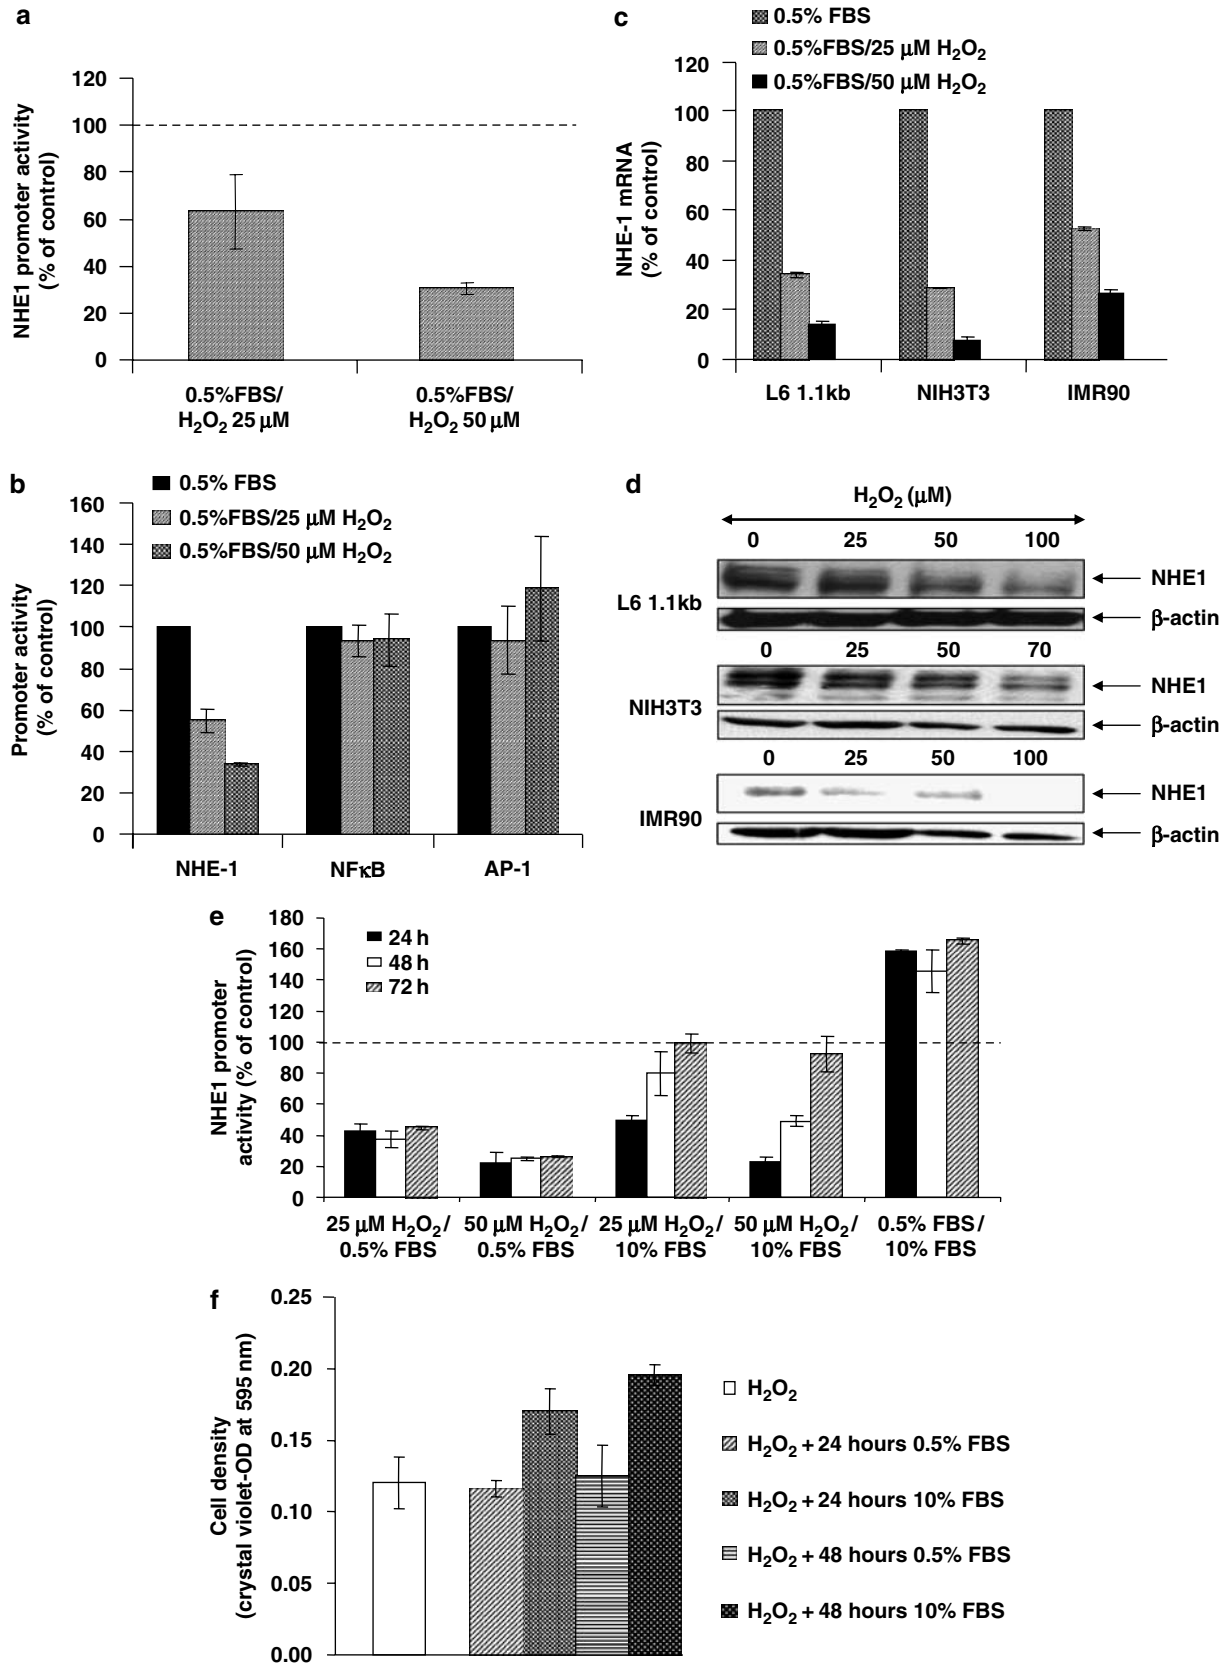 a
NHE1 promoter activity
(% of control)
120
100
80
60
40
20
0
0.5%FBS/
H2O2 25 μM
0.5%FBS/
H2O2 50 μM
c
0.5% FBS
0.5%FBS/25 μM H2O2
0.5%FBS/50 μM H2O2
NHE-1 mRNA
(% of control)
120
100
80
60
40
20
0
L6 1.1kb
NIH3T3
IMR90
b
0.5% FBS
0.5%FBS/25 μM H2O2
0.5%FBS/50 μM H2O2
Promoter activity
(% of control)
160
140
120
100
80
60
40
20
0
NHE-1
NFκB
AP-1
d
H2O2 (μM)
0 25 50 100
L6 1.1kb
NHE1
β-actin
0 25 50 70
NIH3T3
NHE1
β-actin
0 25 50 100
IMR90
NHE1
β-actin
e
NHE1 promoter
activity (% of control)
180
160
140
120
100
80
60
40
20
0
24 h
48 h
72 h
25 μM H2O2/
0.5% FBS
50 μM H2O2/
0.5% FBS
25 μM H2O2/
10% FBS
50 μM H2O2/
10% FBS
0.5% FBS/
10% FBS
f
Cell density
(crystal violet-OD at 595 nm)
0.25
0.20
0.15
0.10
0.05
0.00
H2O2
H2O2 + 24 hours 0.5% FBS
H2O2 + 24 hours 10% FBS
H2O2 + 48 hours 0.5% FBS
H2O2 + 48 hours 10% FBS